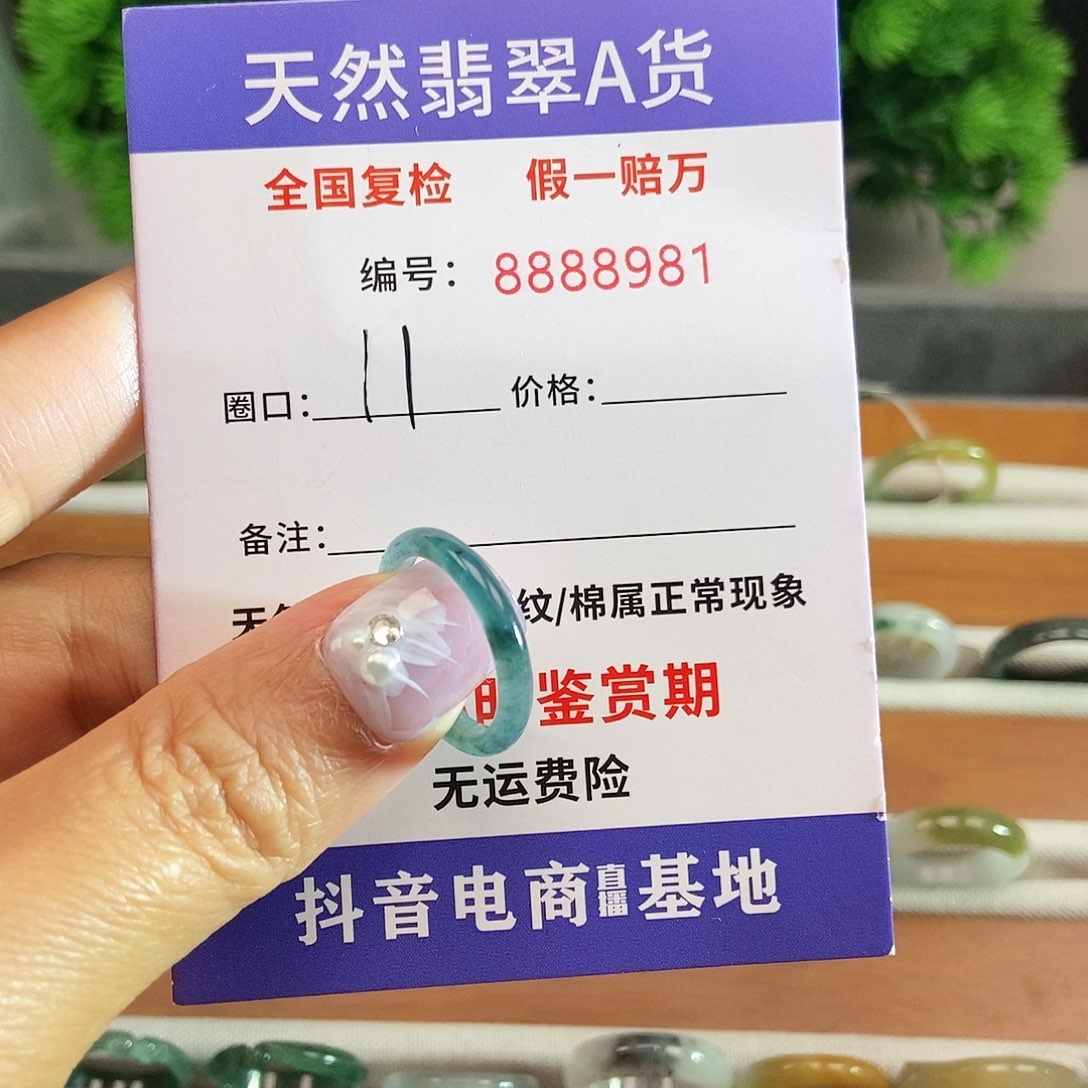 天然翡翠A货
全国复检 假一赔万
编号：8888981
圈口：11 价格：
备注：
天 纹/棉属正常现象
鉴赏期
无运费险
抖音电商直播基地